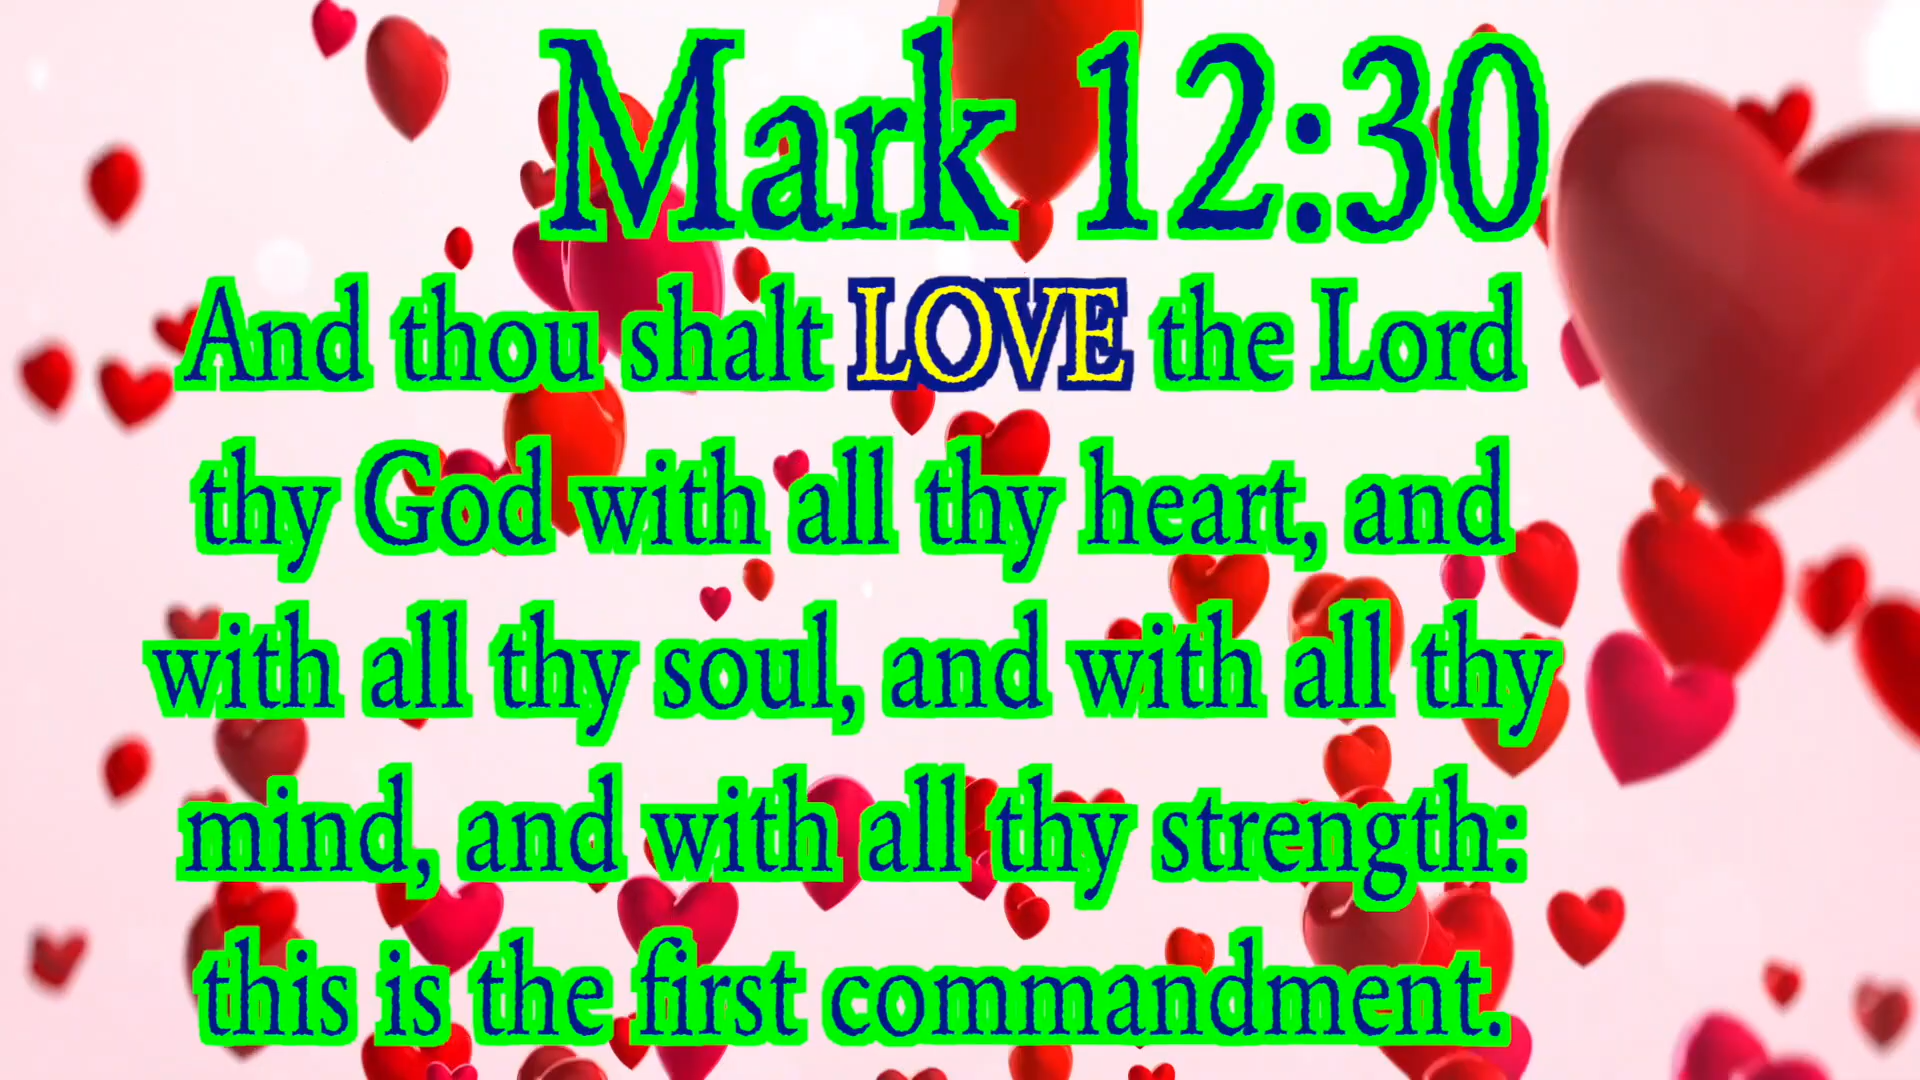 Mark 12:30
And thou shalt LOVE the Lord
thy God with all thy heart, and
with all thy soul, and with all thy
mind, and with all thy strength:
this is the first commandment.